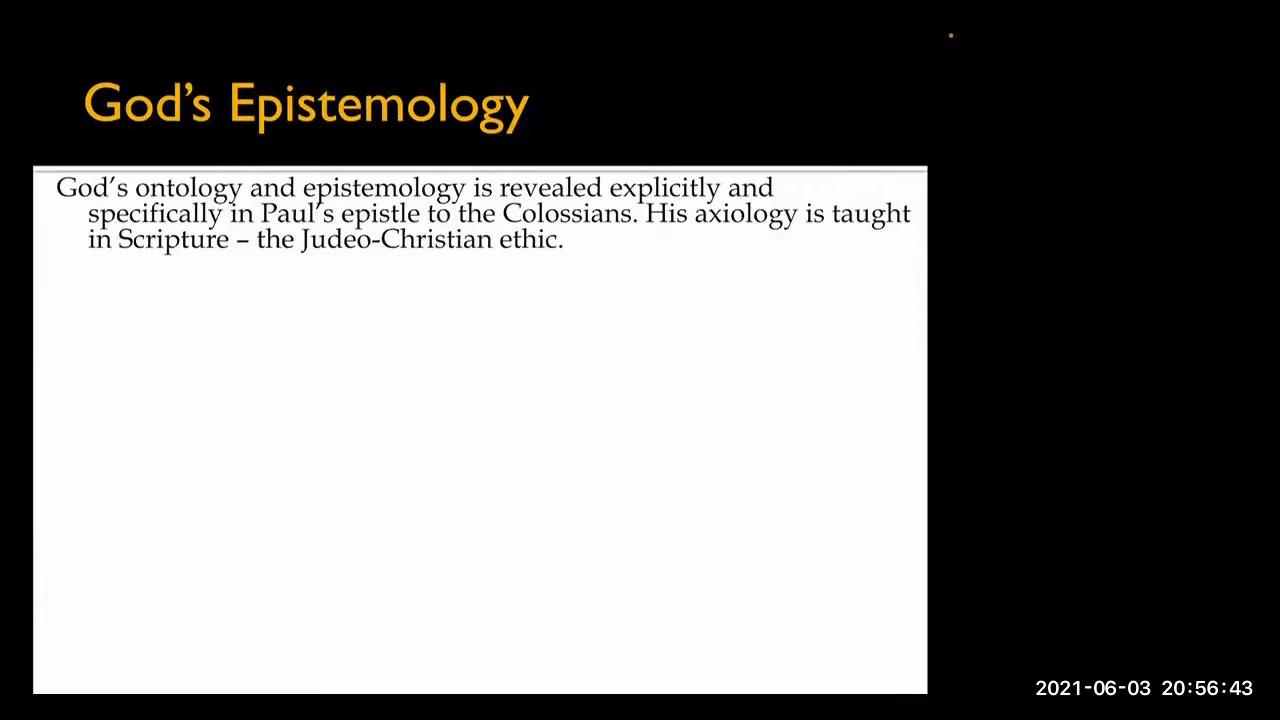 God’s Epistemology
God’s ontology and epistemology is revealed explicitly and
specifically in Paul’s epistle to the Colossians. His axiology is taught
in Scripture – the Judeo-Christian ethic.
2021-06-03 20:56:43